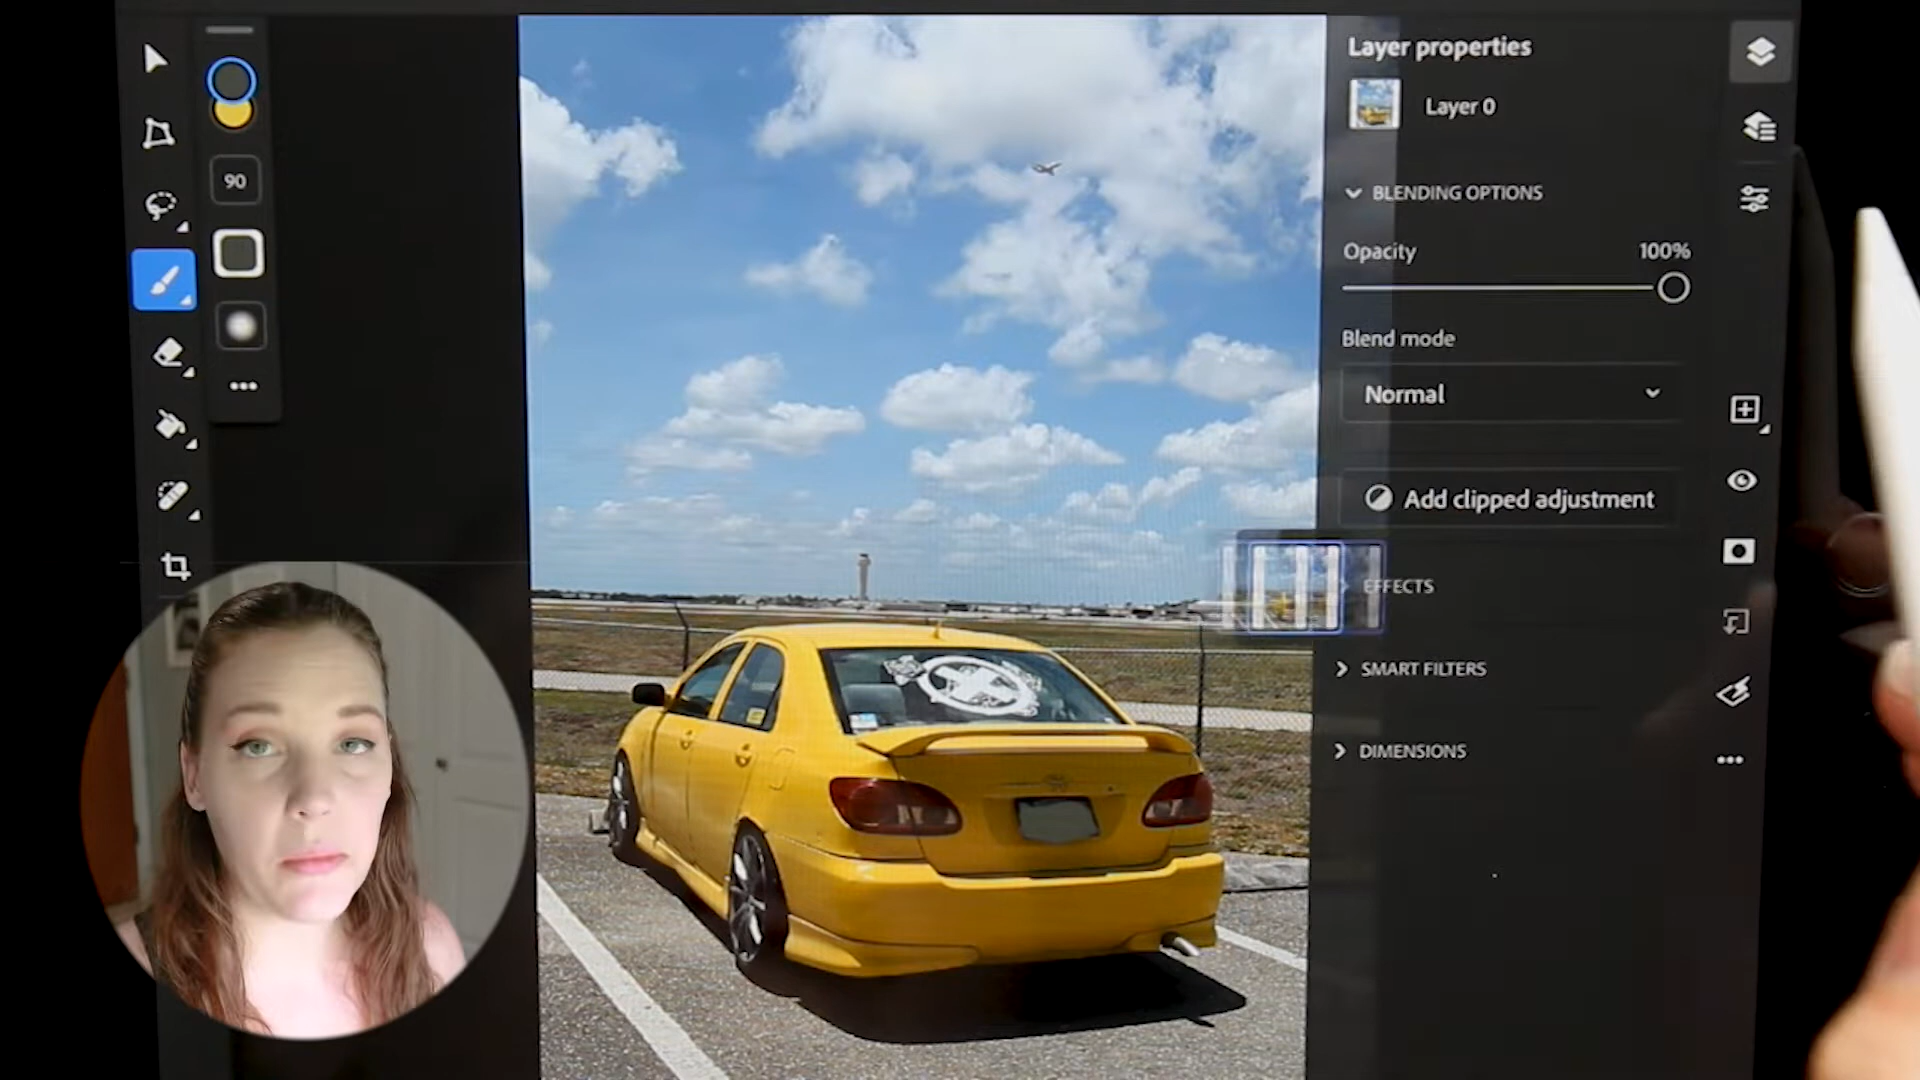 Layer properties
Layer 0
90
BLENDING OPTIONS
Opacity 100%
Blend mode
Normal
Add clipped adjustment
EFFECTS
SMART FILTERS
DIMENSIONS